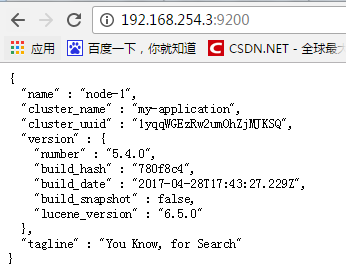 192.168.254.3:9200
应用 百度一下，你就知道 CSDN.NET - 全球最大
{
"name" : "node-1",
"cluster_name" : "my-application",
"cluster_uuid" : "1yqqWGEzRw2umOhZjMJKSQ",
"version" : {
"number" : "5.4.0",
"build_hash" : "780f8c4",
"build_date" : "2017-04-28T17:43:27.229Z",
"build_snapshot" : false,
"lucene_version" : "6.5.0"
},
"tagline" : "You Know, for Search"
}